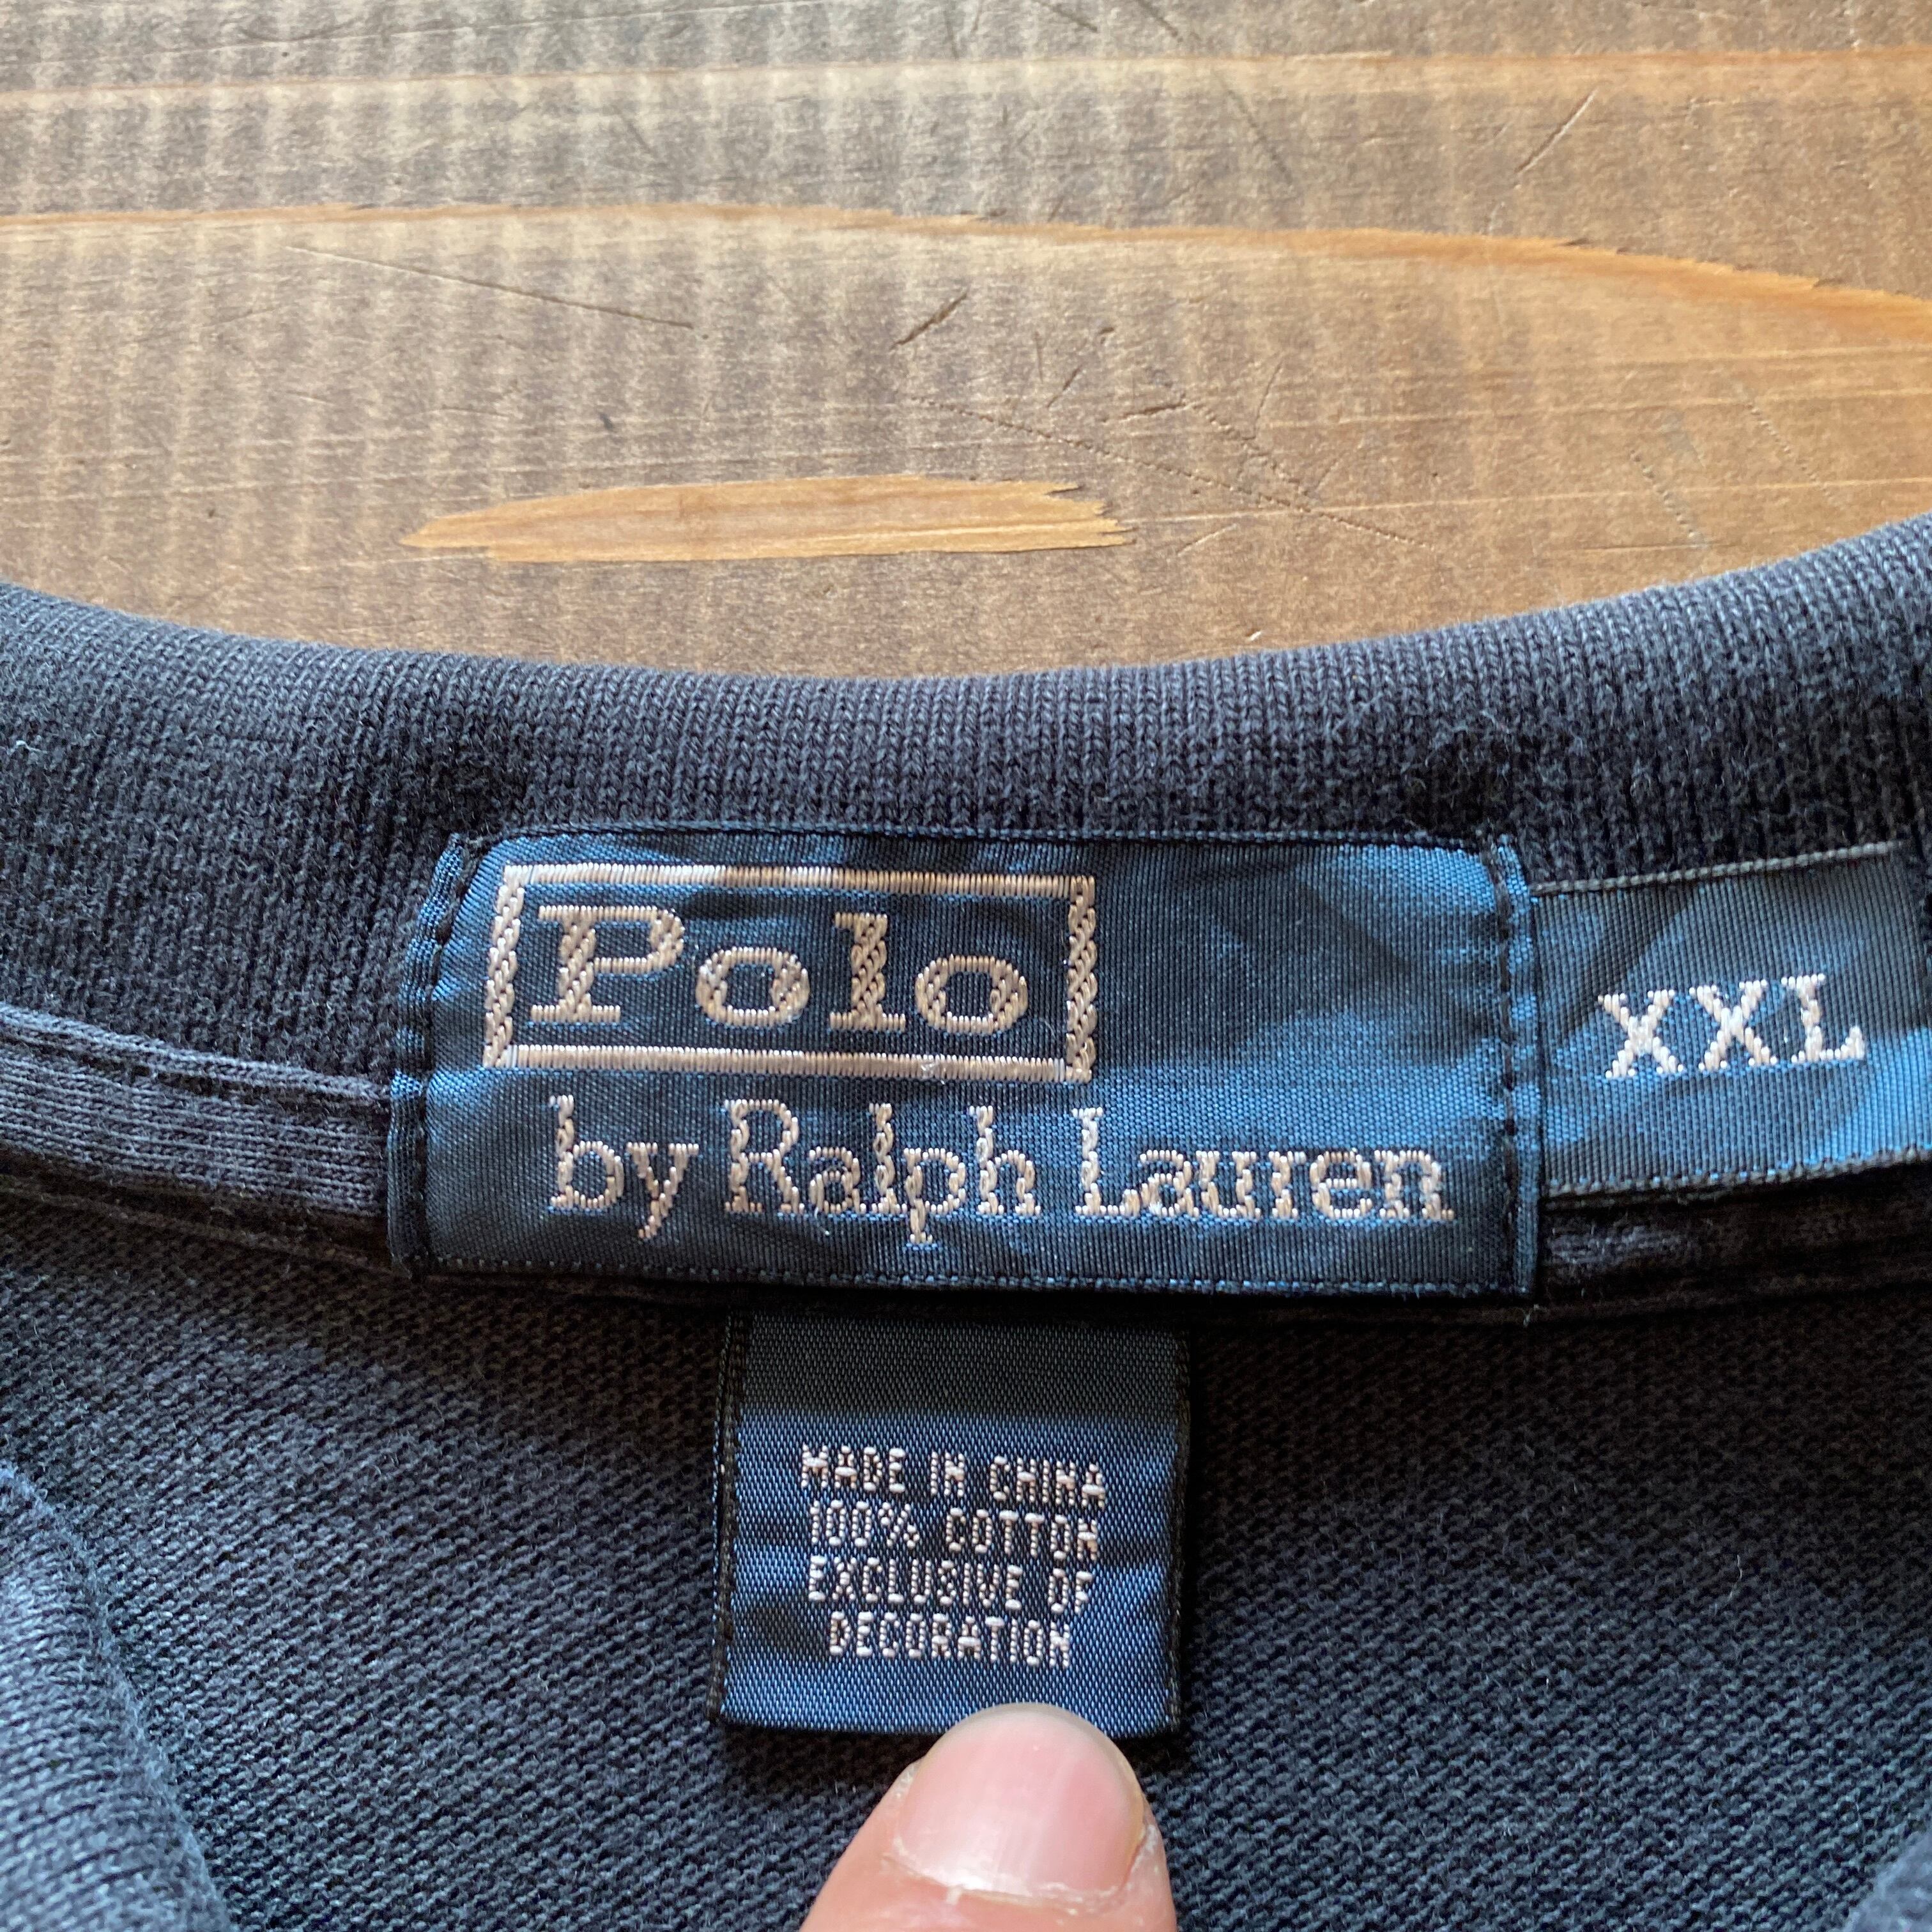 Polo
by Ralph Lauren
XXL
MADE IN CHINA
100% COTTON
EXCLUSIVE OF
DECORATION